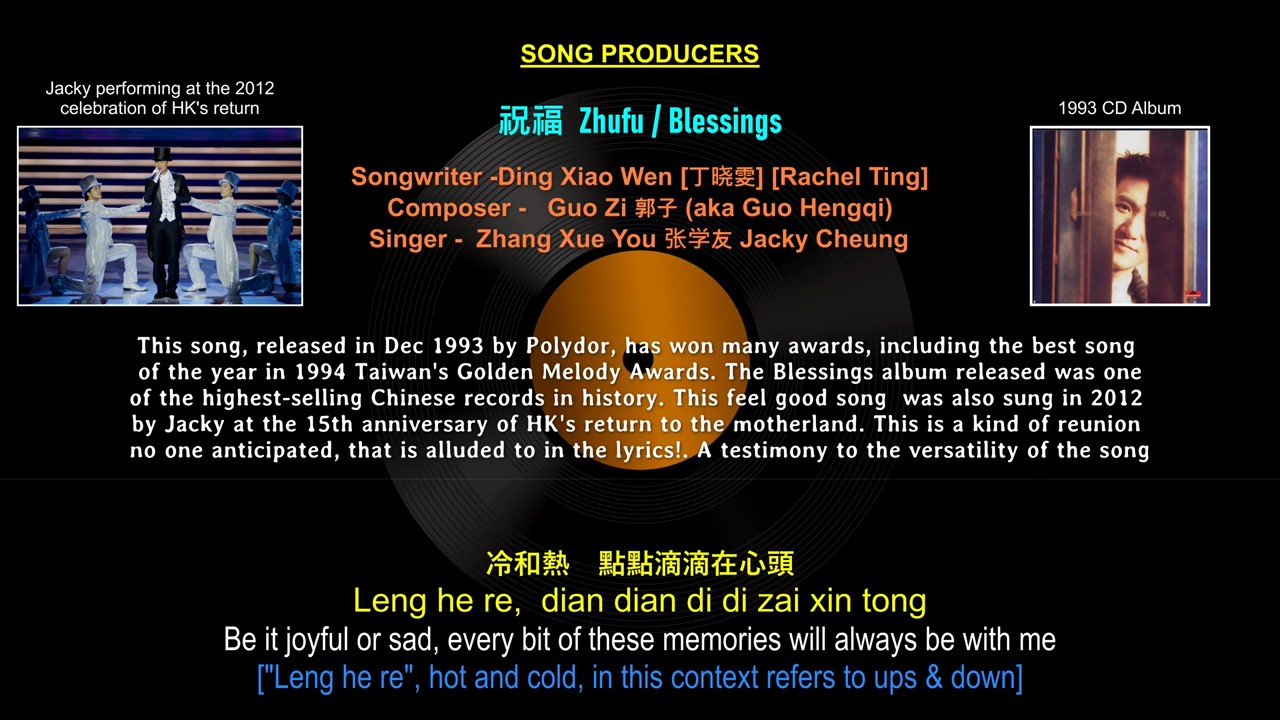 SONG PRODUCERS
Jacky performing at the 2012
celebration of HK's return
1993 CD Album
祝福 Zhufu / Blessings
Songwriter -Ding Xiao Wen [丁晓雯] [Rachel Ting]
Composer - Guo Zi 郭子 (aka Guo Hengqi)
Singer - Zhang Xue You 张学友 Jacky Cheung
祝福
This song, released in Dec 1993 by Polydor, has won many awards, including the best song
of the year in 1994 Taiwan's Golden Melody Awards. The Blessings album released was one
of the highest-selling Chinese records in history. This feel good song was also sung in 2012
by Jacky at the 15th anniversary of HK's return to the motherland. This is a kind of reunion
no one anticipated, that is alluded to in the lyrics!. A testimony to the versatility of the song
冷和熱 點點滴滴在心頭
Leng he re, dian dian di di zai xin tong
Be it joyful or sad, every bit of these memories will always be with me
["Leng he re", hot and cold, in this context refers to ups & down]